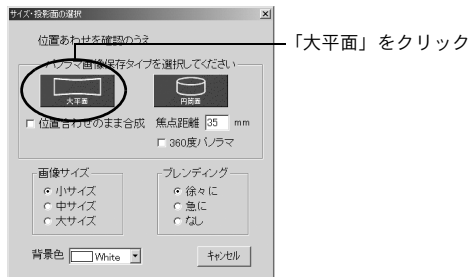 サイズ・投影面の選択
位置あわせを確認のうえ
「大平面」をクリック
パノラマ画像保存タイプを選択してください
大平面
円筒面
位置合わせのまま合成
焦点距離 35 mm
360度パノラマ
画像サイズ
小サイズ
中サイズ
大サイズ
ブレンディング
徐々に
急に
なし
背景色 White
キャンセル